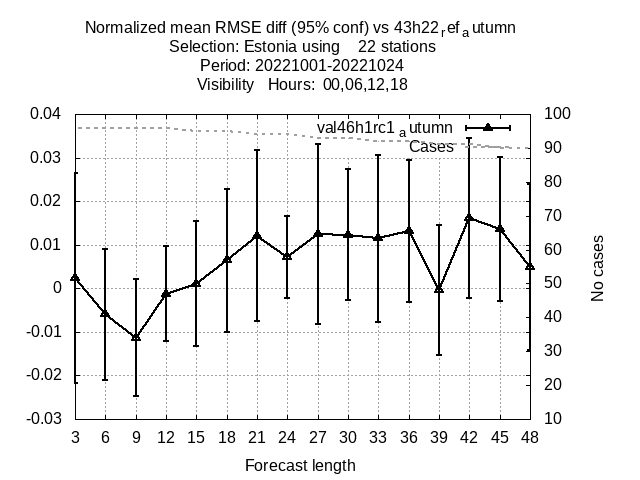 Normalized mean RMSE diff (95% conf) vs 43h22refautumn
Selection: Estonia using 22 stations
Period: 20221001-20221024
Visibility Hours: 00,06,12,18
0.04 100
val46h1rc1autumn
Cases
0.03 90
80
0.02 70
0.01 60
0 50
-0.01 40
30
-0.02 20
-0.03 10
No cases
3 6 9 12 15 18 21 24 27 30 33 36 39 42 45 48
Forecast length